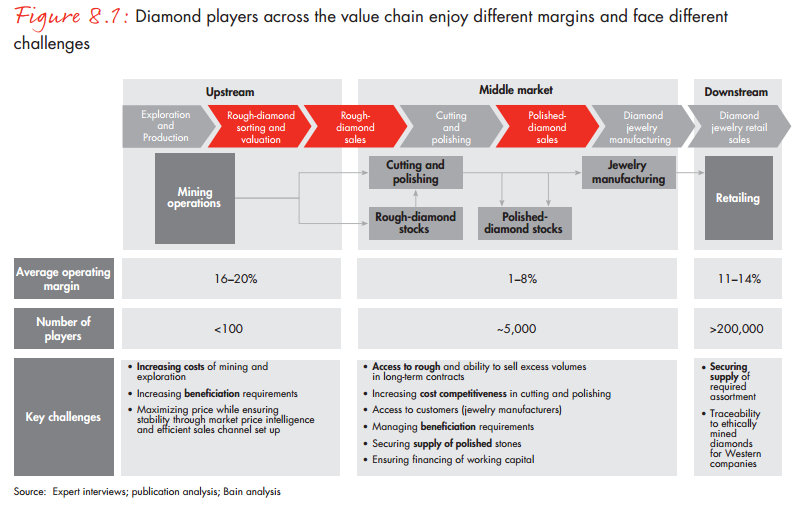 Figure 8.1: Diamond players across the value chain enjoy different margins and face different
challenges
Upstream
Middle market
Downstream
Exploration
and
Production
Rough-diamond
sorting and
valuation
Rough-
diamond
sales
Cutting
and
polishing
Polished-
diamond
sales
Diamond
jewelry
manufacturing
Diamond
jewelry retail
sales
Mining
operations
Cutting and
polishing
Rough-diamond
stocks
Polished-
diamond stocks
Jewelry
manufacturing
Retailing
Average operating
margin
16–20%
1–8%
11–14%
Number of
players
<100
~5,000
>200,000
Key challenges
• Increasing costs of mining and
exploration
• Increasing beneficiation requirements
• Maximizing price while ensuring
stability through market price intelligence
and efficient sales channel set up
• Access to rough and ability to sell excess volumes
in long-term contracts
• Increasing cost competitiveness in cutting and polishing
• Access to customers (jewelry manufacturers)
• Managing beneficiation requirements
• Securing supply of polished stones
• Ensuring financing of working capital
• Securing
supply of
required
assortment
• Traceability
to ethically
mined
diamonds
for Western
companies
Source: Expert interviews; publication analysis; Bain analysis